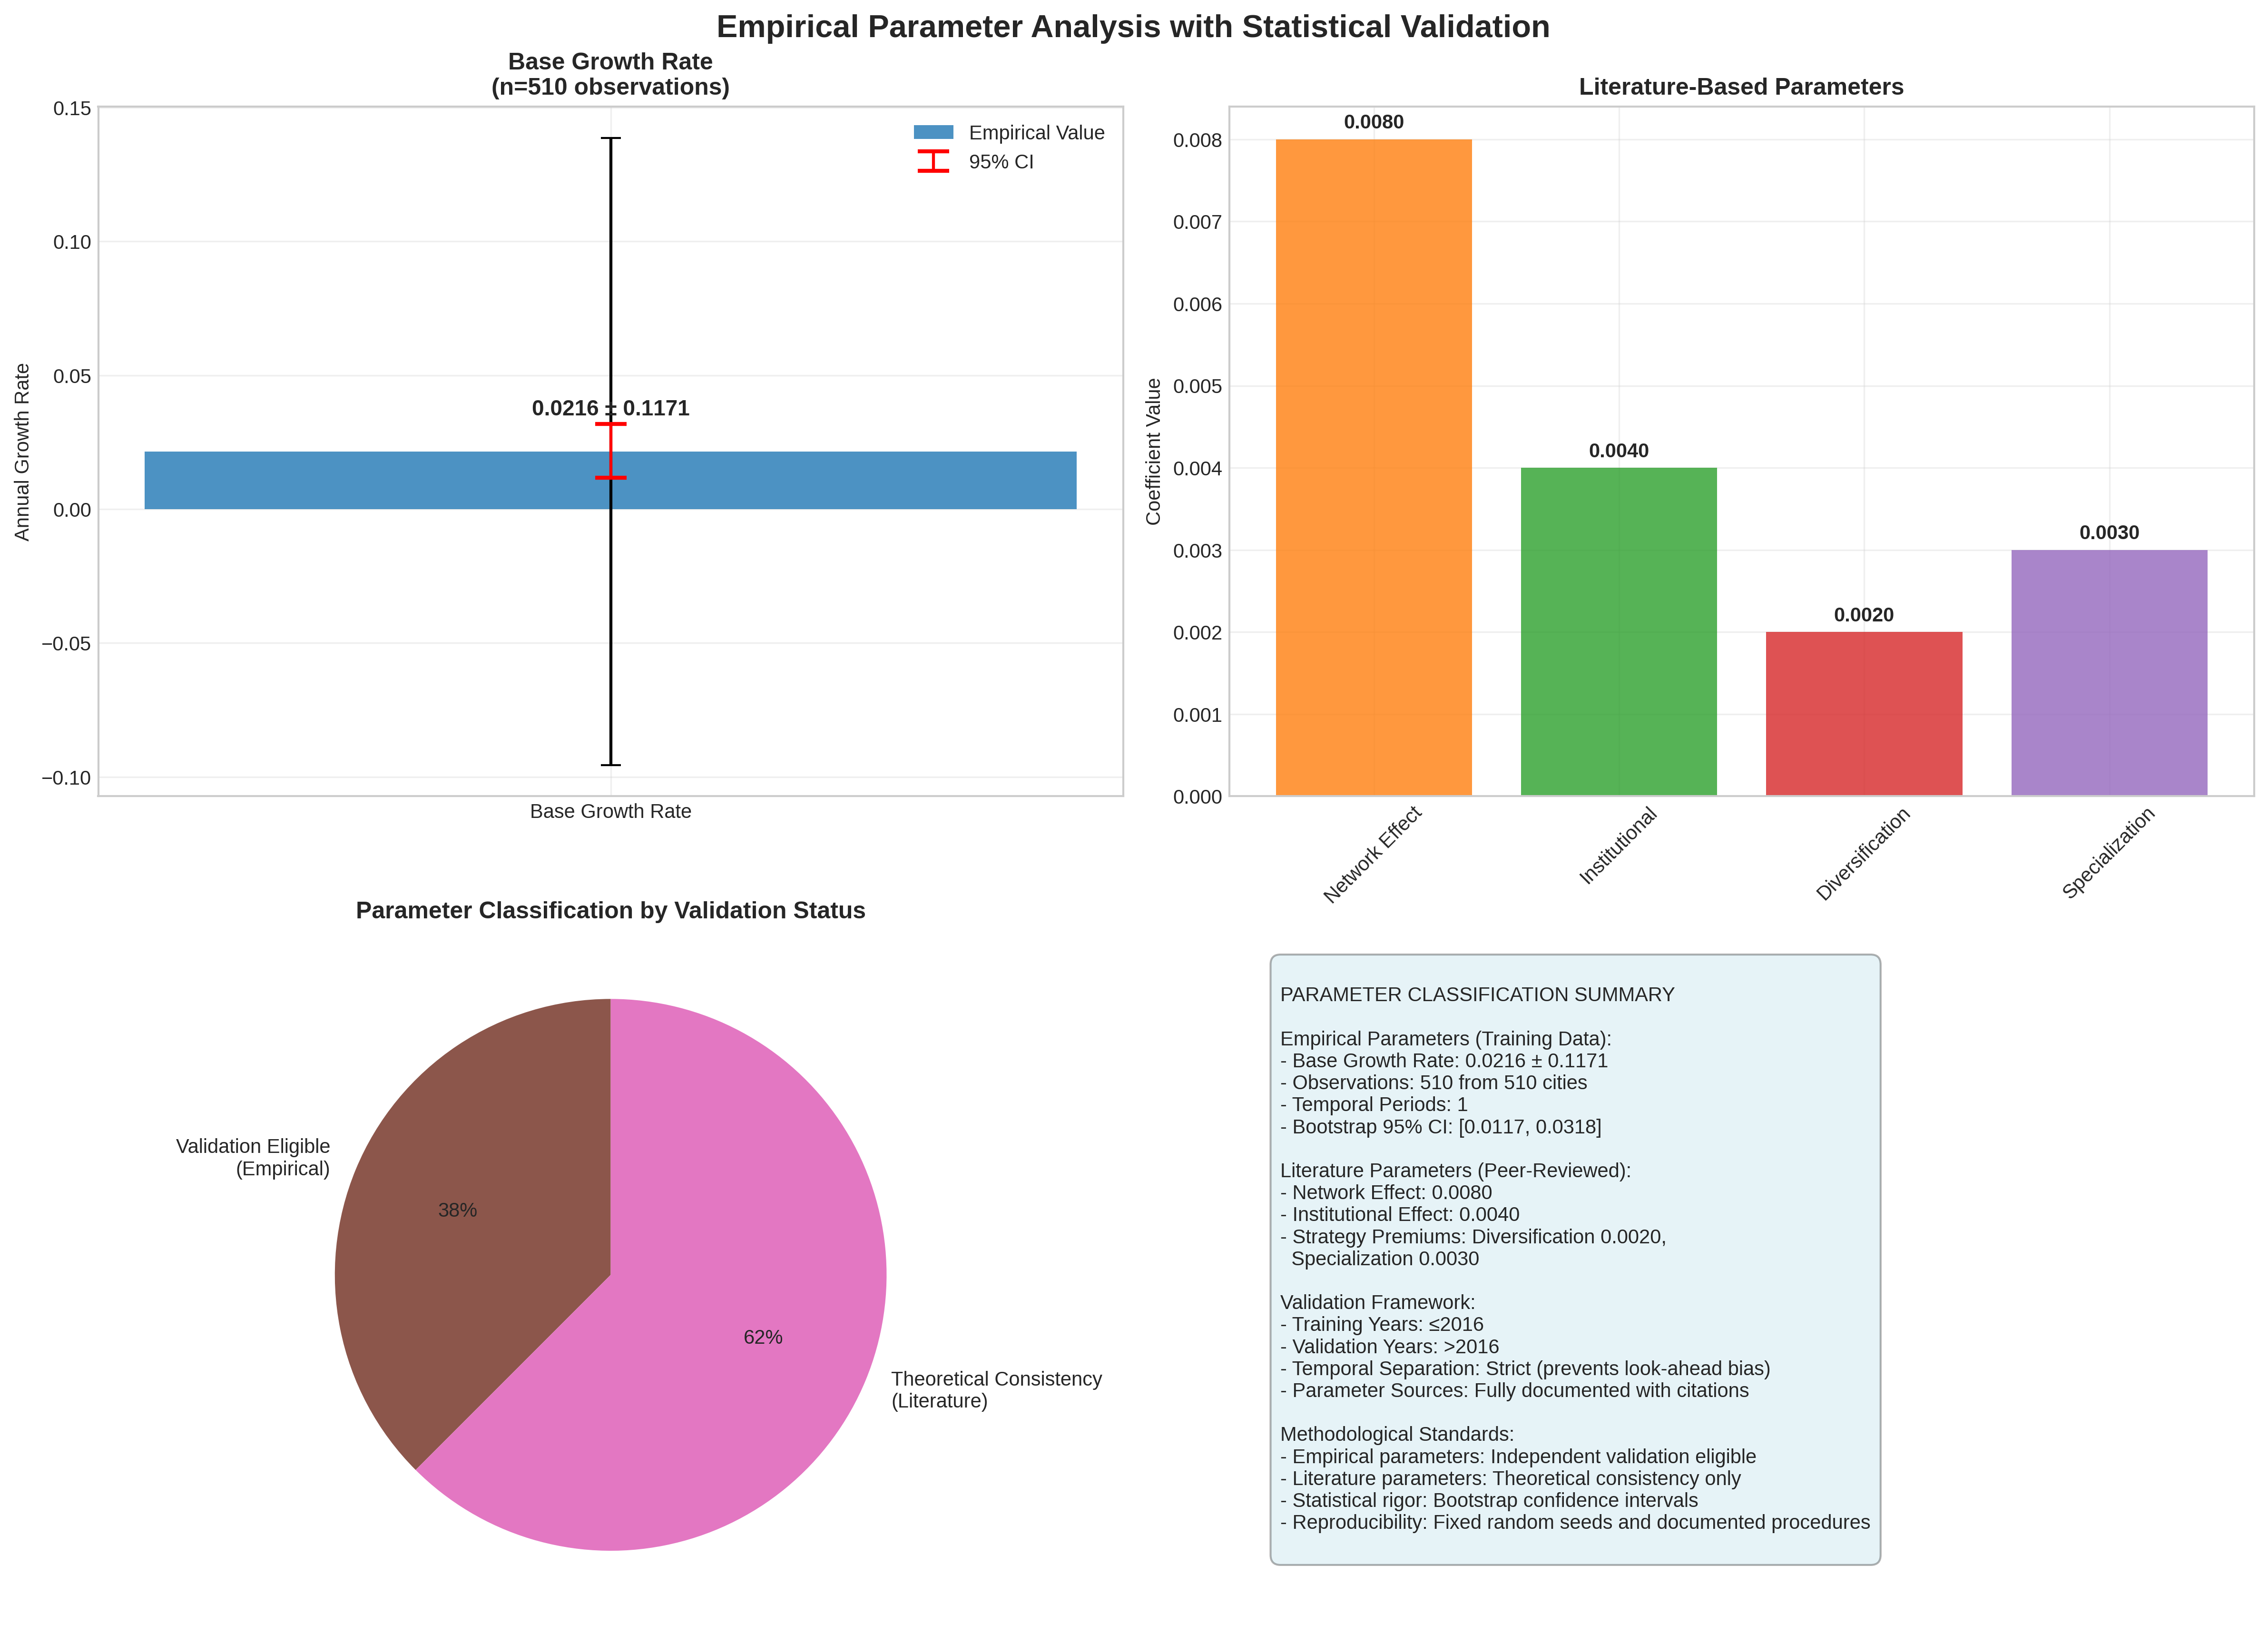 Empirical Parameter Analysis with Statistical Validation
Base Growth Rate
(n=510 observations)
0.15
0.10
0.05
0.00
−0.05
−0.10
Annual Growth Rate
Empirical Value
95% CI
0.0216 ± 0.1171
Base Growth Rate
Literature-Based Parameters
0.008
0.007
0.006
0.005
0.004
0.003
0.002
0.001
0.000
Coefficient Value
0.0080
0.0040
0.0020
0.0030
Network Effect
Institutional
Diversification
Specialization
Parameter Classification by Validation Status
Validation Eligible
(Empirical)
38%
62%
Theoretical Consistency
(Literature)
PARAMETER CLASSIFICATION SUMMARY
Empirical Parameters (Training Data):
- Base Growth Rate: 0.0216 ± 0.1171
- Observations: 510 from 510 cities
- Temporal Periods: 1
- Bootstrap 95% CI: [0.0117, 0.0318]
Literature Parameters (Peer-Reviewed):
- Network Effect: 0.0080
- Institutional Effect: 0.0040
- Strategy Premiums: Diversification 0.0020,
Specialization 0.0030
Validation Framework:
- Training Years: ≤2016
- Validation Years: >2016
- Temporal Separation: Strict (prevents look-ahead bias)
- Parameter Sources: Fully documented with citations
Methodological Standards:
- Empirical parameters: Independent validation eligible
- Literature parameters: Theoretical consistency only
- Statistical rigor: Bootstrap confidence intervals
- Reproducibility: Fixed random seeds and documented procedures